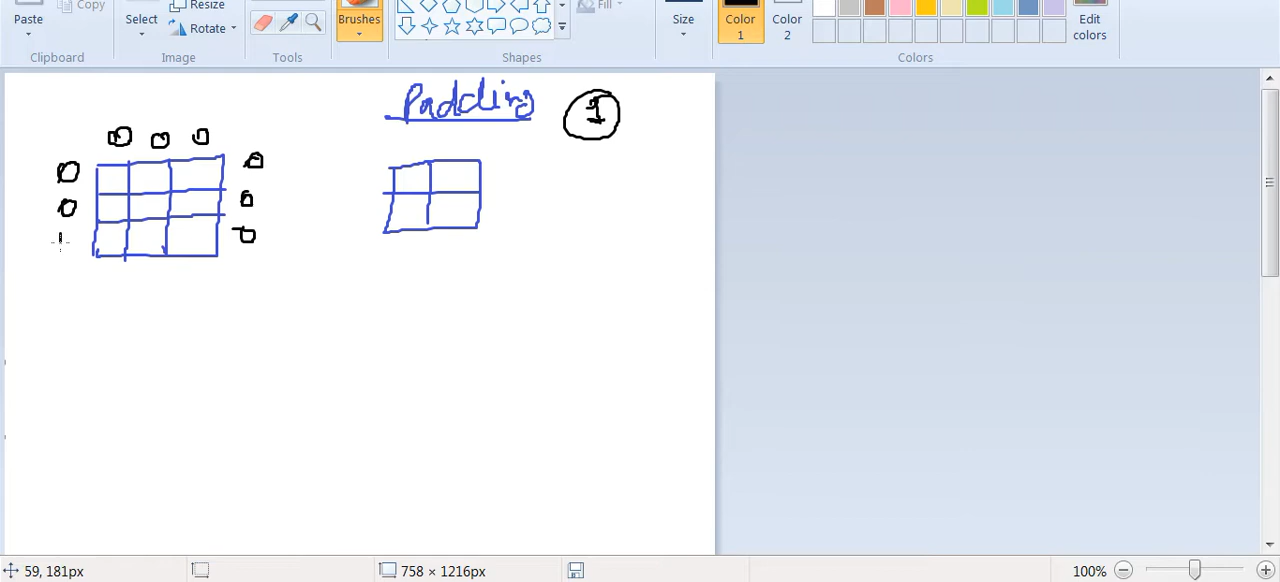 Paste
Copy
Select
Resize
Rotate
Brushes
Fill
Size
Color
1
Color
2
Edit
colors
Clipboard
Image
Tools
Shapes
Colors
Padding 1
0 0 0
0 0
0 0
0
59, 181px
758 × 1216px
100%